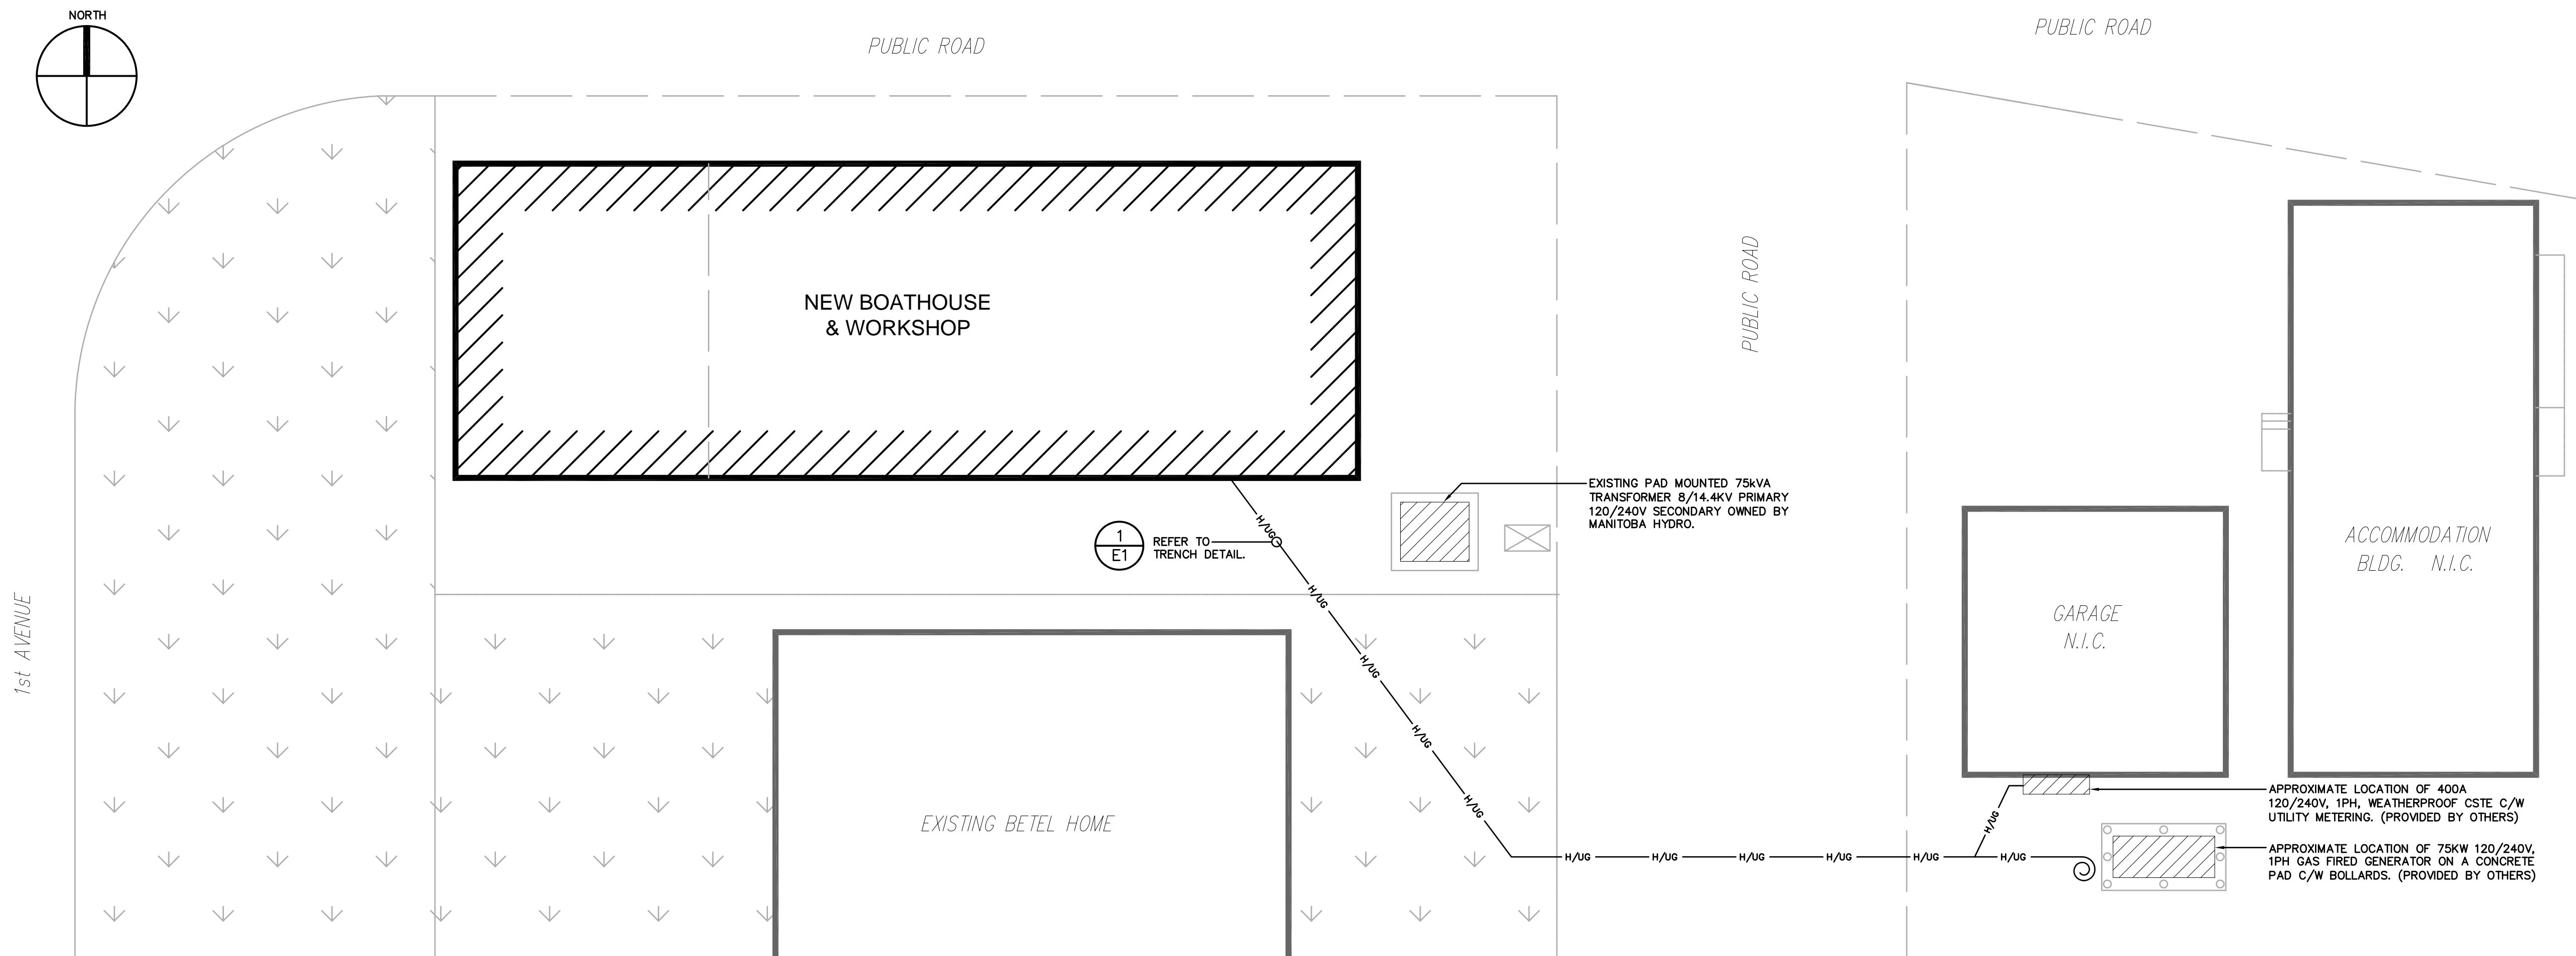 NORTH
PUBLIC ROAD
PUBLIC ROAD
NEW BOATHOUSE
& WORKSHOP
PUBLIC ROAD
EXISTING PAD MOUNTED 75kVA
TRANSFORMER 8/14.4KV PRIMARY
120/240V SECONDARY OWNED BY
MANITOBA HYDRO.
1
E1
REFER TO
TRENCH DETAIL.
H/UG
H/UG
H/UG
H/UG
H/UG
1st AVENUE
EXISTING BETEL HOME
GARAGE
N.I.C.
ACCOMMODATION
BLDG. N.I.C.
APPROXIMATE LOCATION OF 400A
120/240V, 1PH, WEATHERPROOF CSTE C/W
UTILITY METERING. (PROVIDED BY OTHERS)
H/UG
H/UG
H/UG
H/UG
H/UG
H/UG
H/UG
APPROXIMATE LOCATION OF 75KW 120/240V,
1PH GAS FIRED GENERATOR ON A CONCRETE
PAD C/W BOLLARDS. (PROVIDED BY OTHERS)